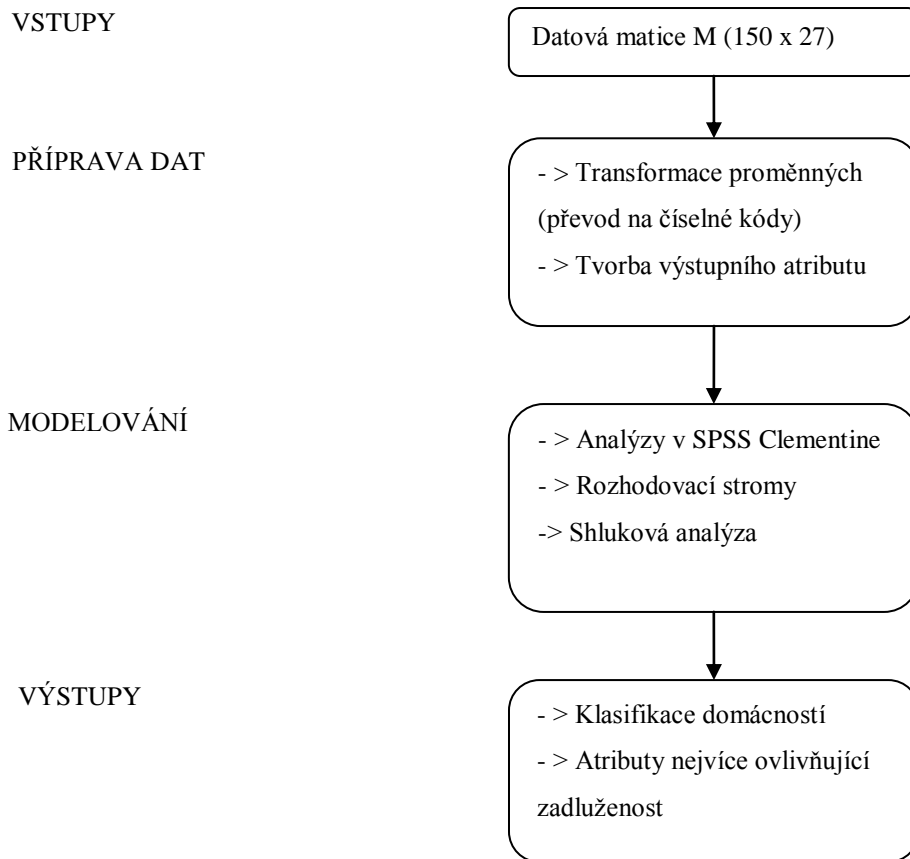 VSTUPY
Datová matice M (150 x 27)
PŘÍPRAVA DAT
- > Transformace proměnných
(převod na číselné kódy)
- > Tvorba výstupního atributu
MODELOVÁNÍ
- > Analýzy v SPSS Clementine
- > Rozhodovací stromy
-> Shluková analýza
VÝSTUPY
- > Klasifikace domácností
- > Atributy nejvíce ovlivňující
zadluženost